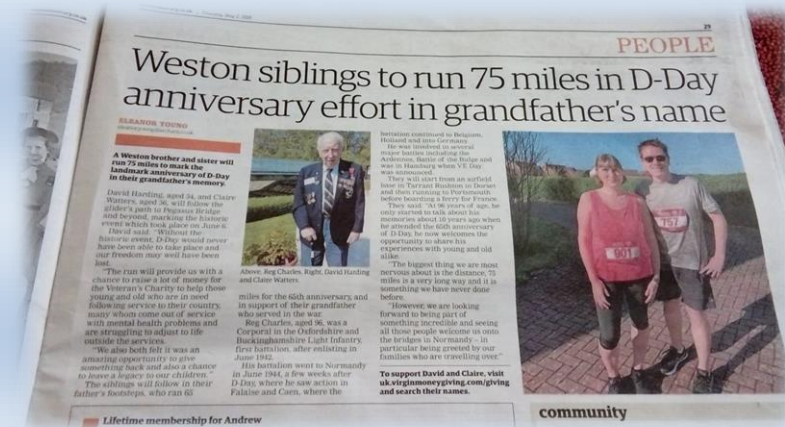 29
PEOPLE
Weston siblings to run 75 miles in D-Day
anniversary effort in grandfather's name
ELEANOR YOUNG
A Weston brother and sister will
run 75 miles to mark the
landmark anniversary of D-Day
in their grandfather's memory.
David Harding, aged 34, and Claire
Watters, aged 36, will follow the
glider's path to Pegasus Bridge
and beyond, marking the historic
event which took place on June 6.
David said: "Without the
historic event, D-Day would never
have been able to take place and
our freedom may well have been
lost.
"The run will provide us with a
chance to raise a lot of money for
the Veteran's Charity to help those
young and old who are in need
following service to their country,
many whom come out of service
with mental health problems and
are struggling to adjust to life
outside the services.
"We also both felt it was an
amazing opportunity to give
something back and also a chance
to leave a legacy to our children."
The siblings will follow in their
father's footsteps, who ran 65
Above, Reg Charles. Right, David Harding
and Claire Watters.
miles for the 65th anniversary, and
in support of their grandfather
who served in the war.
Reg Charles, aged 96, was a
Corporal in the Oxfordshire and
Buckinghamshire Light Infantry,
first battalion, after enlisting in
June 1942.
His battalion went to Normandy
in June 1944, a few weeks after
D-Day, where he saw action in
Falaise and Caen, where the
battalion continued to Belgium,
Holland and into Germany.
He was involved in several
major battles including the
Ardennes, Battle of the Bulge and
was in Hamburg when VE Day
was announced.
They will start from an airfield
base in Tarrant Rushton in Dorset
and then running to Portsmouth
before boarding a ferry for France.
They said: "At 96 years of age, he
only started to talk about his
memories about 10 years ago when
he attended the 65th anniversary
of D-Day, he now welcomes the
opportunity to share his
experiences with young and old
alike.
"The biggest thing we are most
nervous about is the distance, 75
miles is a very long way and it is
something we have never done
before.
"However, we are looking
forward to being part of
something incredible and seeing
all those people welcome us onto
the bridges in Normandy – in
particular being greeted by our
families who are travelling over."
To support David and Claire, visit
uk.virginmoneygiving.com/giving
and search their names.
601
757
Lifetime membership for Andrew
community